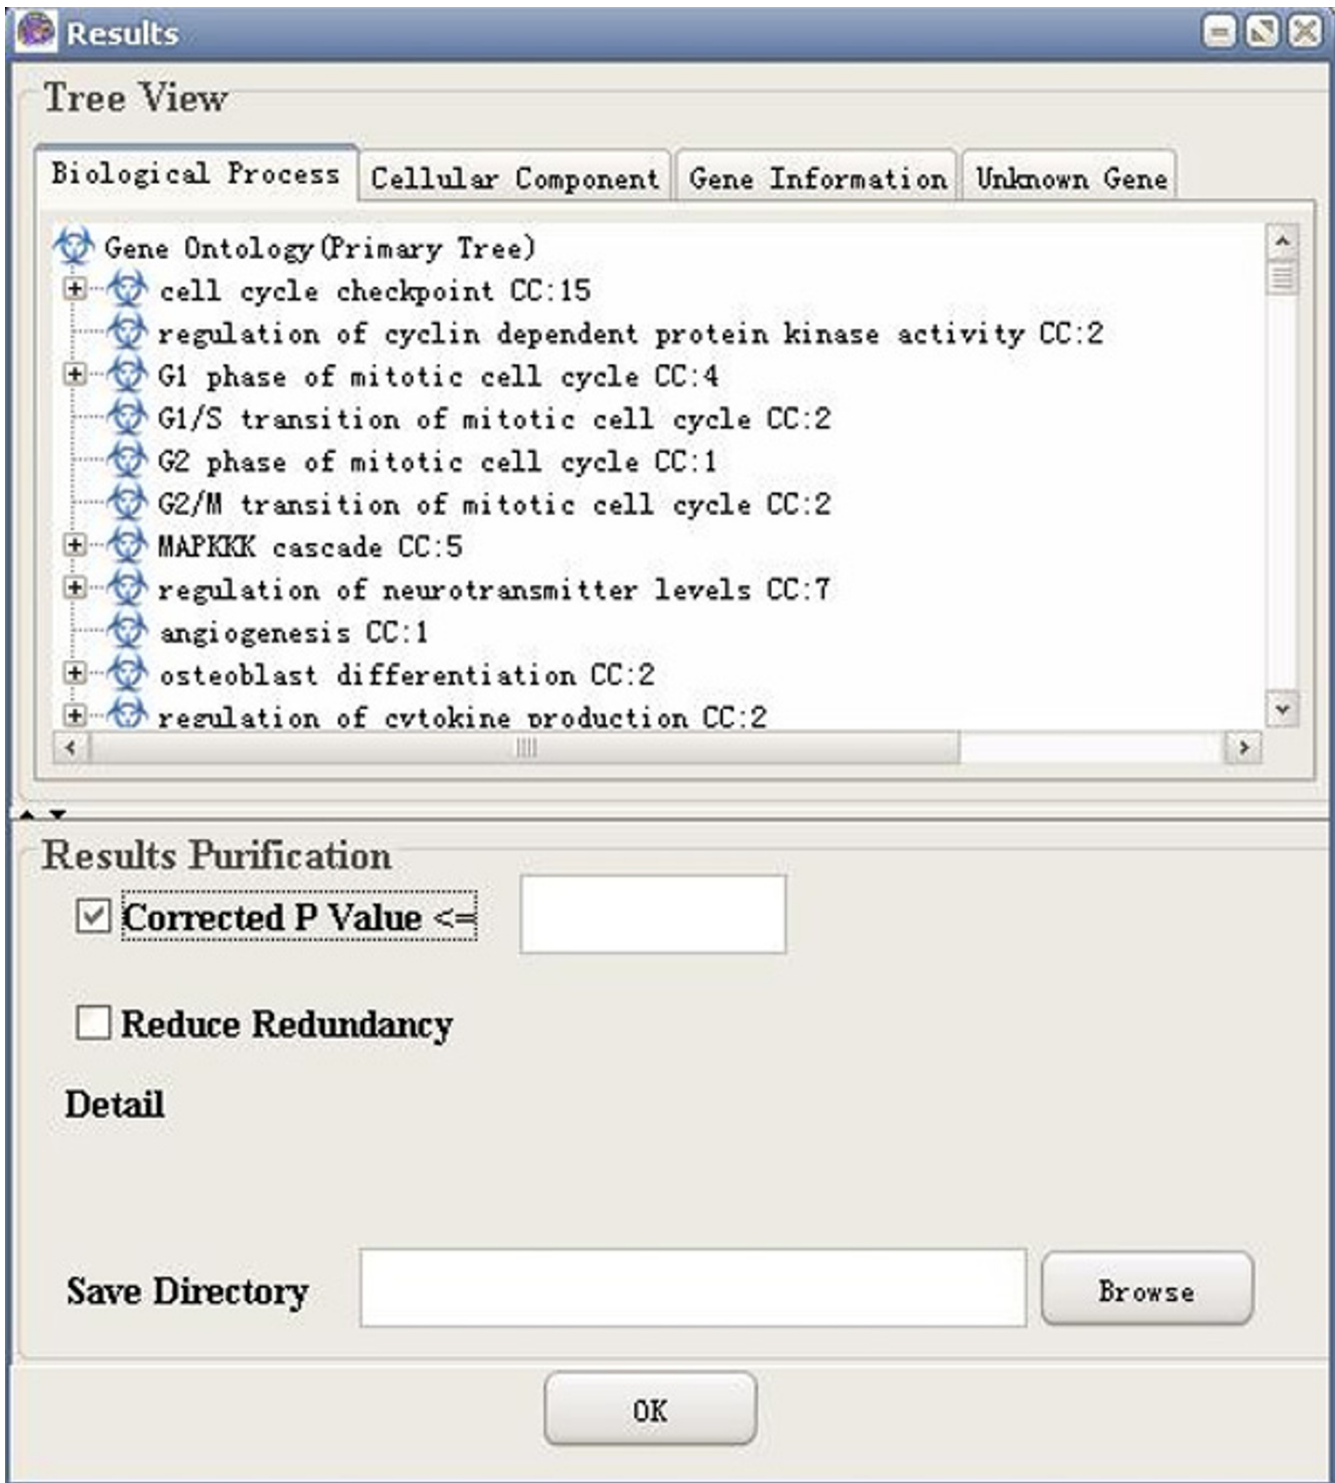 Results
Tree View
Biological Process Cellular Component Gene Information Unknown Gene
Gene Ontology(Primary Tree)
cell cycle checkpoint CC:15
regulation of cyclin dependent protein kinase activity CC:2
G1 phase of mitotic cell cycle CC:4
G1/S transition of mitotic cell cycle CC:2
G2 phase of mitotic cell cycle CC:1
G2/M transition of mitotic cell cycle CC:2
MAPKKK cascade CC:5
regulation of neurotransmitter levels CC:7
angiogenesis CC:1
osteoblast differentiation CC:2
regulation of cytokine production CC:2
Results Purification
Corrected P Value <=
Reduce Redundancy
Detail
Save Directory Browse
OK